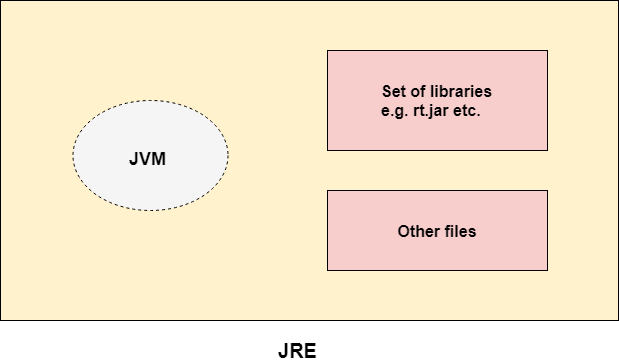 JVM
Set of libraries
e.g. rt.jar etc.
Other files
JRE